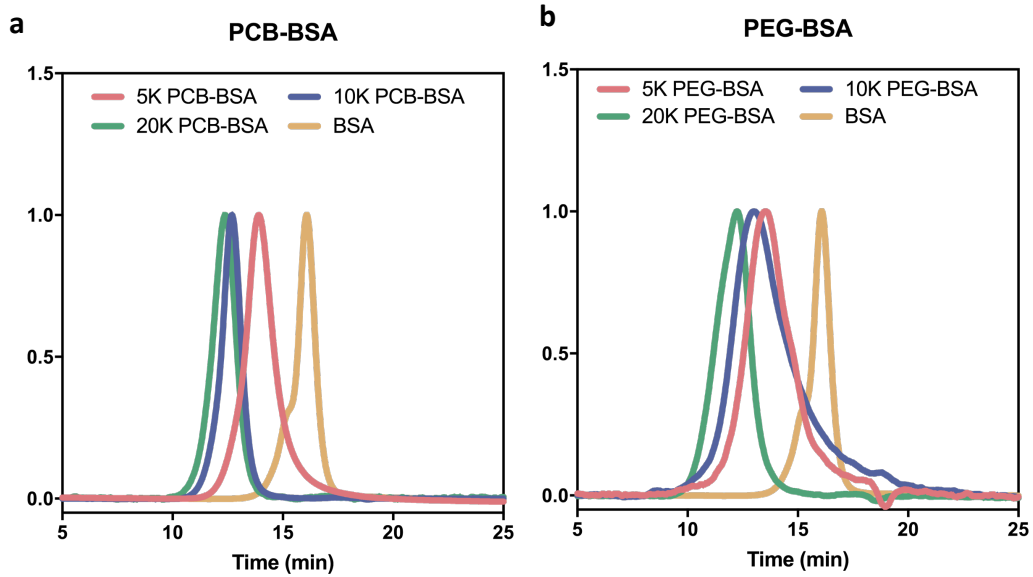 a
PCB-BSA
1.5
5K PCB-BSA
10K PCB-BSA
20K PCB-BSA
BSA
1.0
0.5
0.0
5
10
15
20
25
Time (min)
b
PEG-BSA
1.5
5K PEG-BSA
10K PEG-BSA
20K PEG-BSA
BSA
1.0
0.5
0.0
5
10
15
20
25
Time (min)